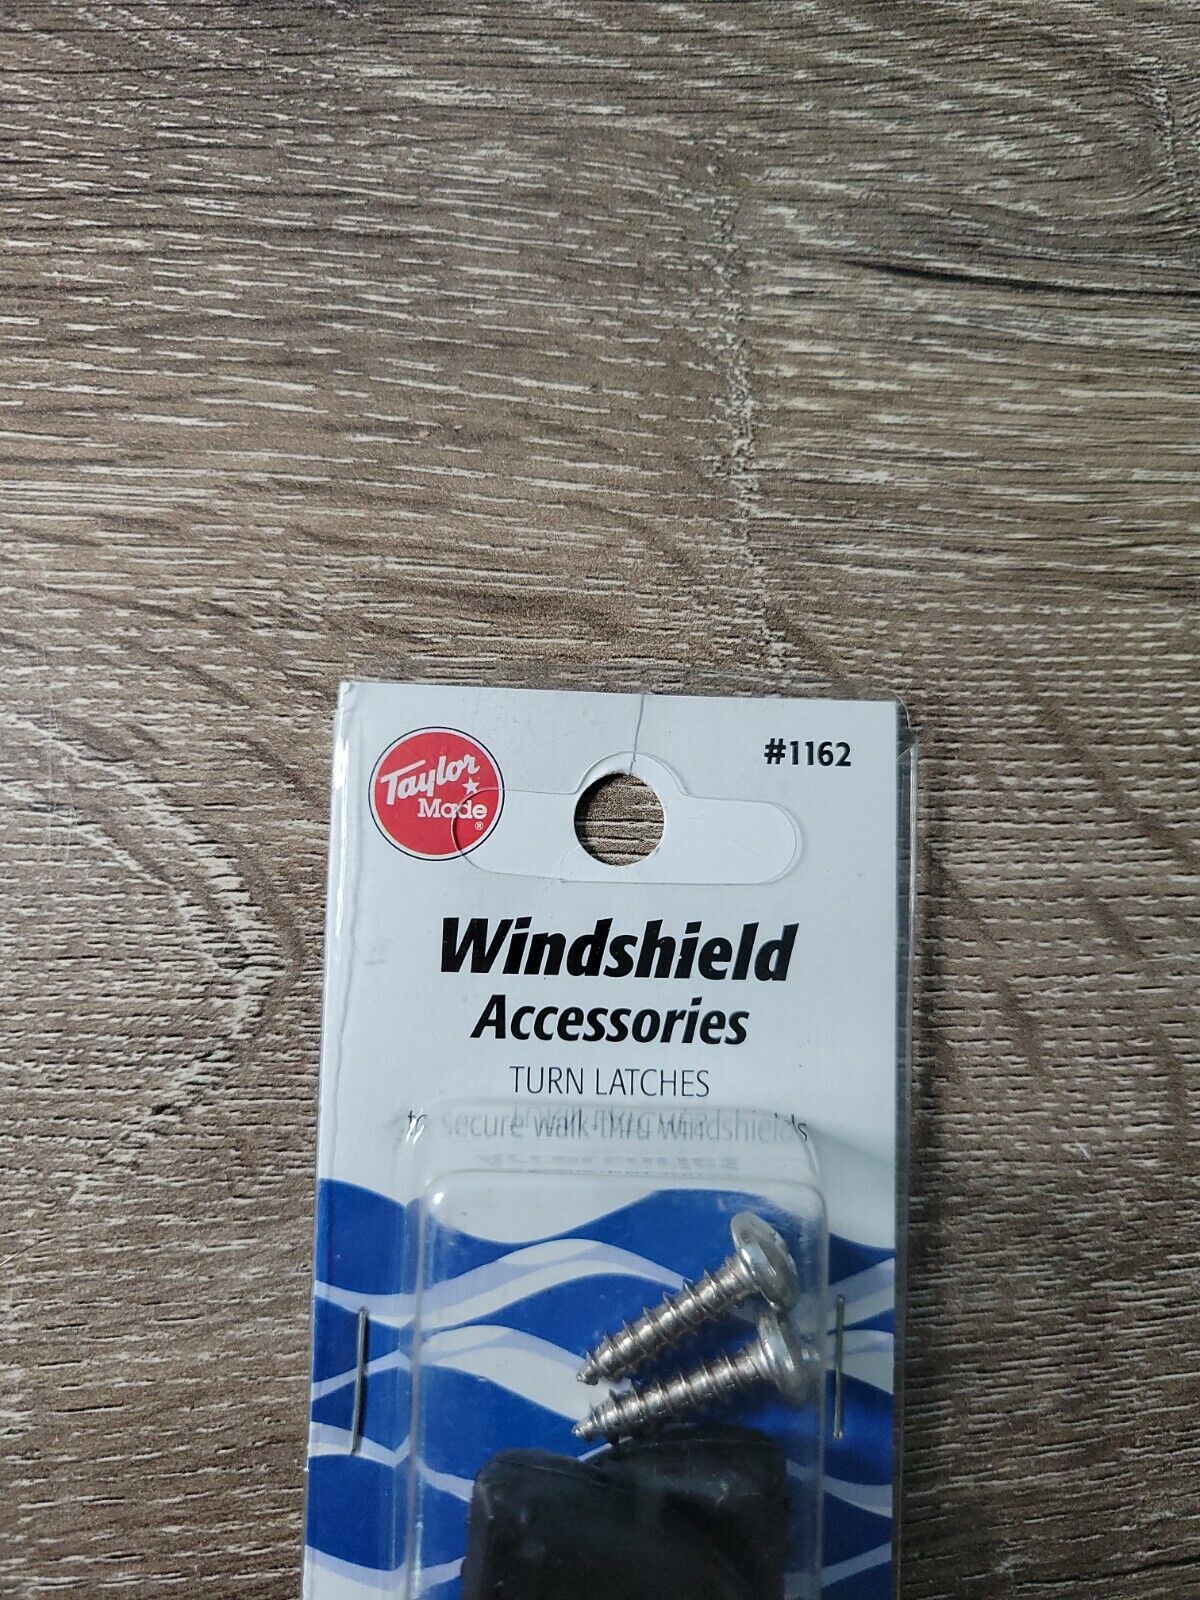 #1162
Taylor
Made
®
Windshield
Accessories
TURN LATCHES
to secure walk-thru windshields